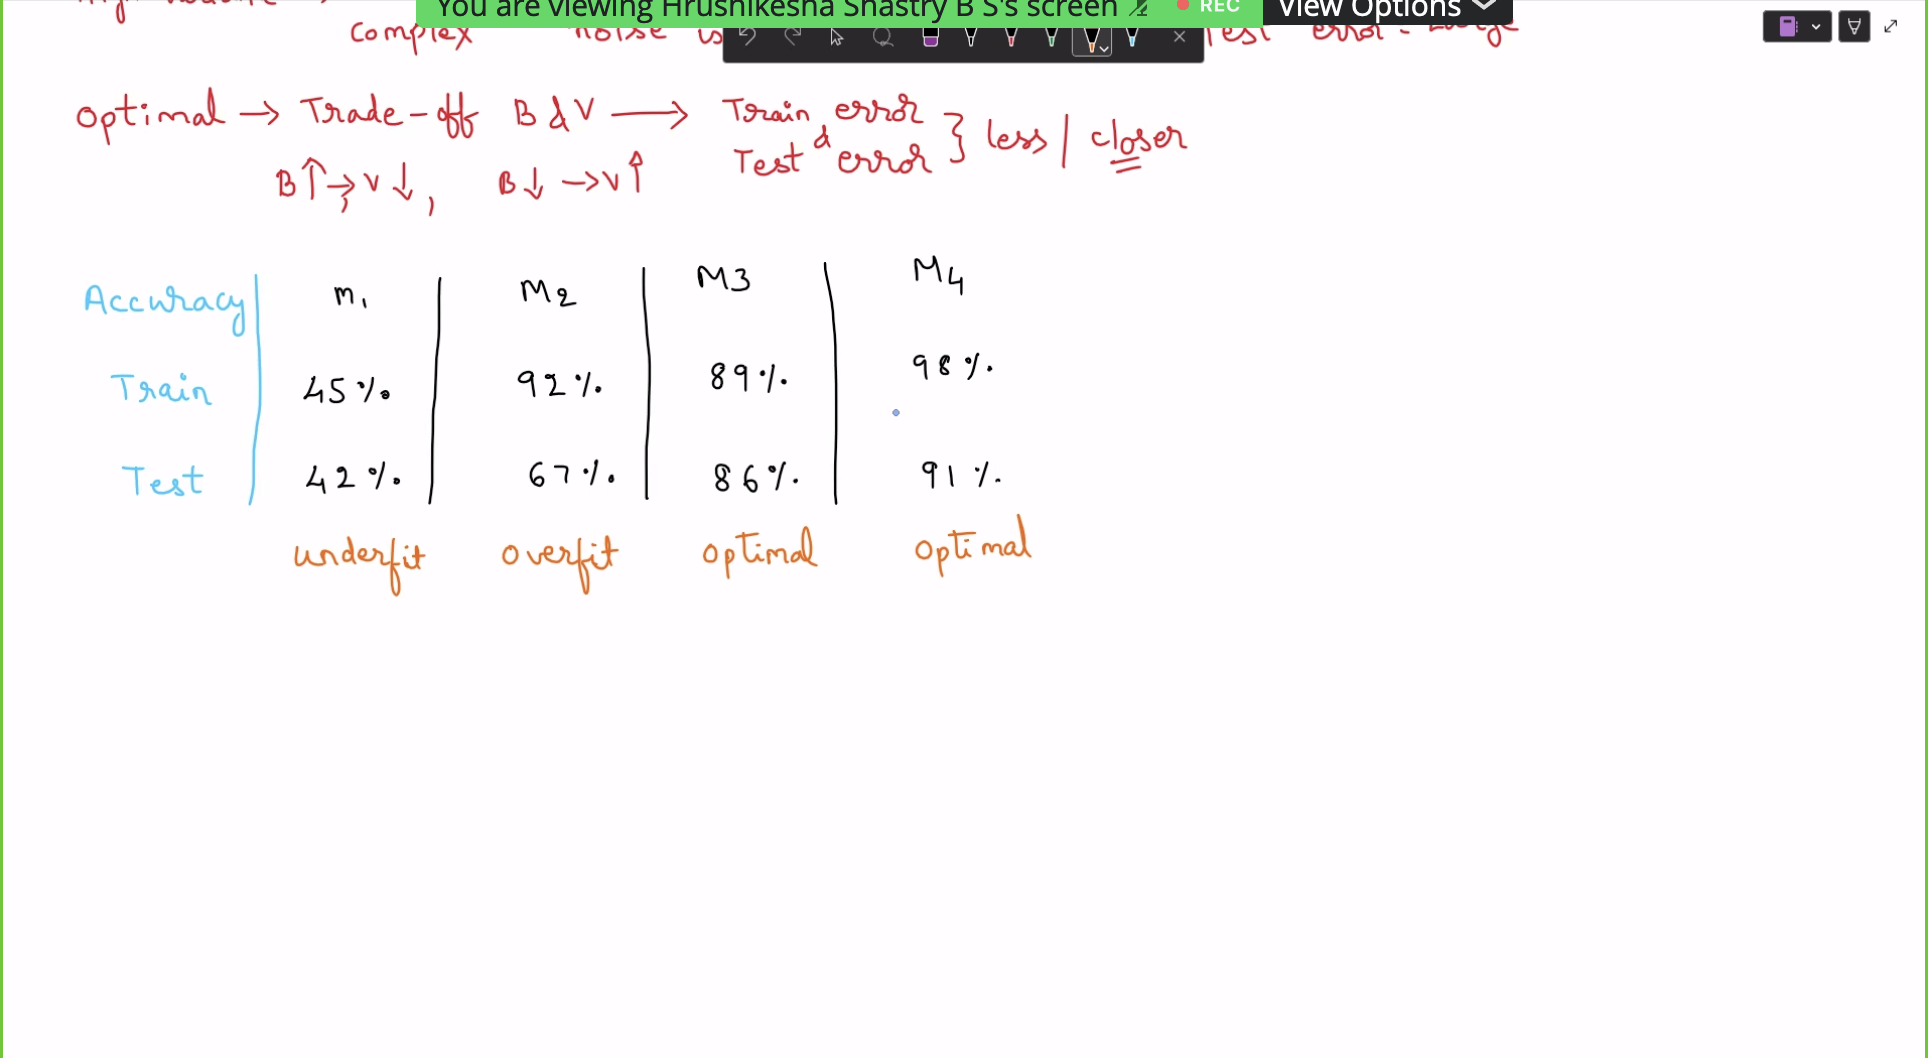 You are viewing Hrushikesha Shastry B S's screen REC View Options
complex noise is Test error - Large
Optimal → Trade-off B & V → Train error & Test error } less / closer
B↑ → V↓, B↓ → V↑
Accuracy m1 M2 M3 M4
Train 45% 92% 89% 98%
Test 42% 67% 86% 91%
underfit overfit optimal optimal